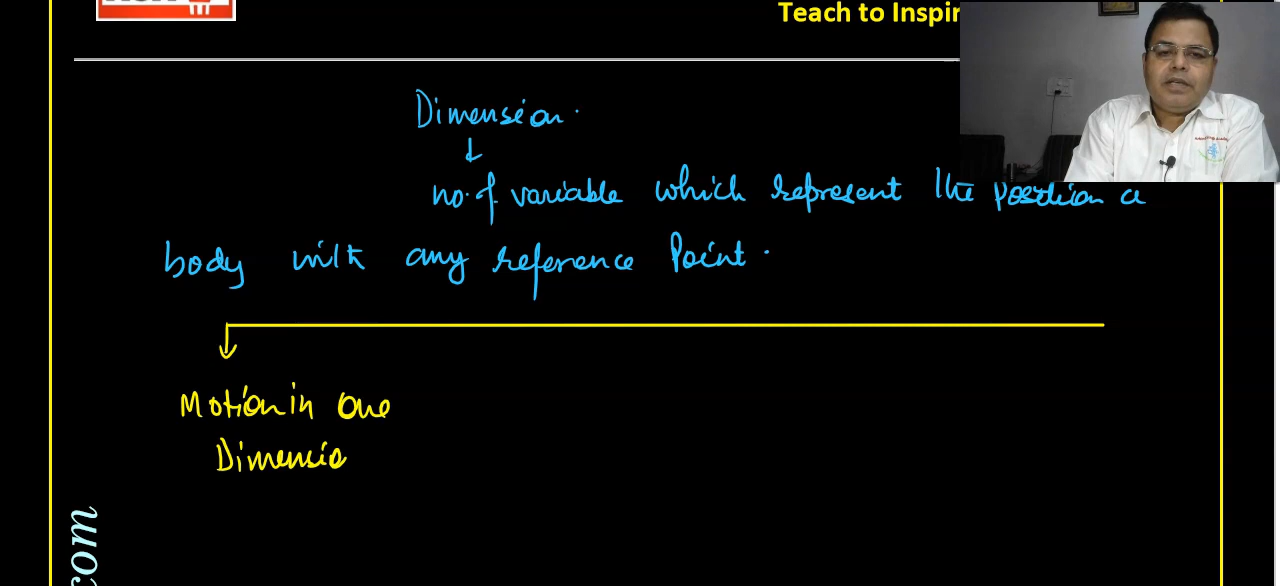 Teach to Inspir
Dimension.
no. of variable which represent the position a
body with any reference Point.
Motion in one
Dimensio
.com